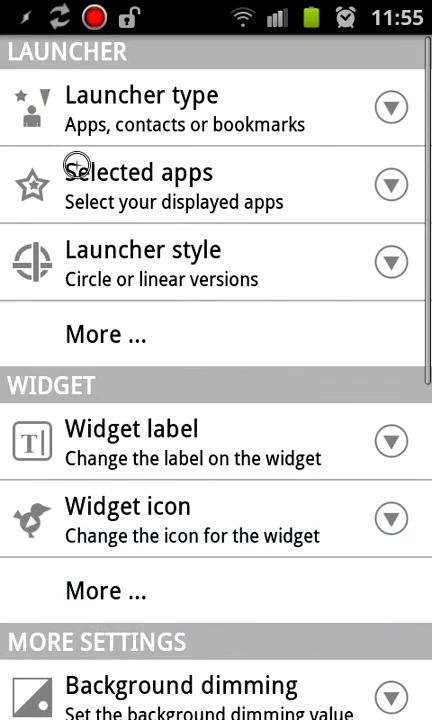 11:55
LAUNCHER
Launcher type
Apps, contacts or bookmarks
Selected apps
Select your displayed apps
Launcher style
Circle or linear versions
More ...
WIDGET
Widget label
Change the label on the widget
Widget icon
Change the icon for the widget
More ...
MORE SETTINGS
Background dimming
Set the background dimming value